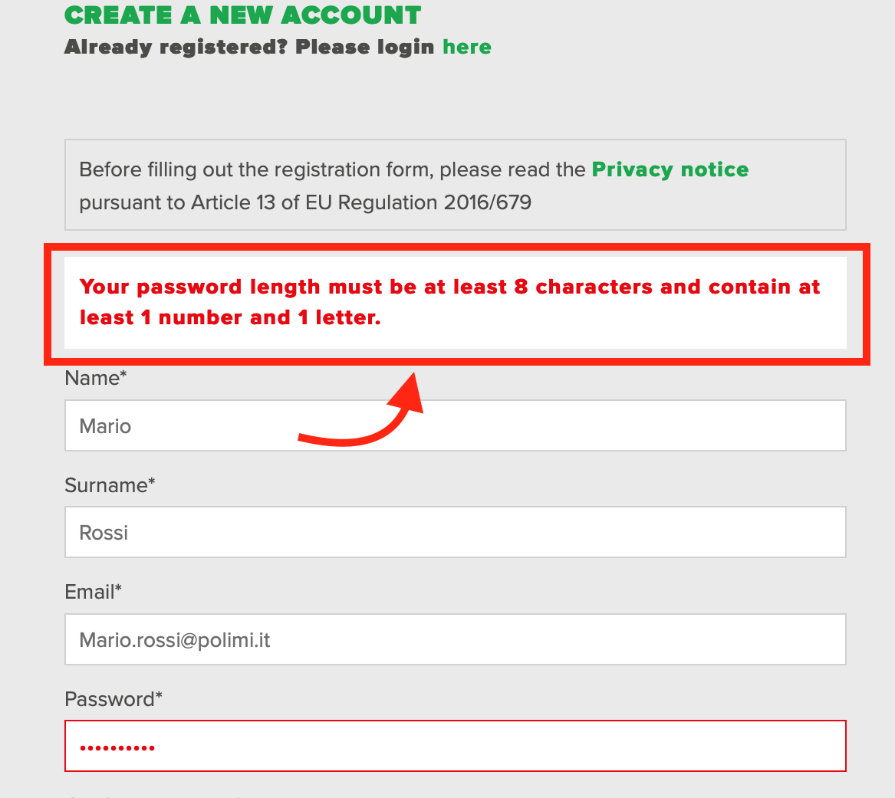 CREATE A NEW ACCOUNT
Already registered? Please login here
Before filling out the registration form, please read the Privacy notice
pursuant to Article 13 of EU Regulation 2016/679
Your password length must be at least 8 characters and contain at
least 1 number and 1 letter.
Name*
Mario
Surname*
Rossi
Email*
Mario.rossi@polimi.it
Password*
••••••••••